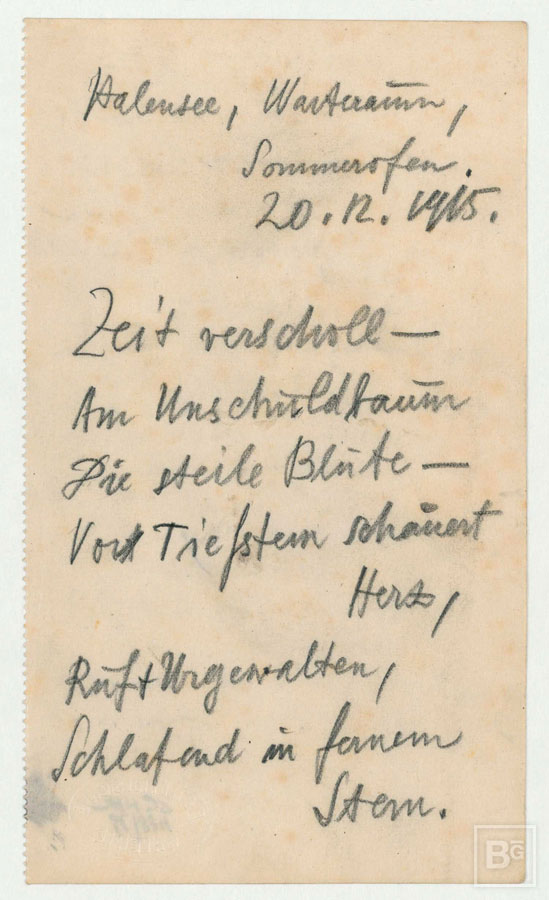 Halensee, Warteraum,
Sommerofen.
20.12.1915.
Zeit verscholl —
Am Unschuldbaum
Die steile Blüte —
Vor Tiefstem schauert
Herz,
Ruft Urgewalten,
Schlafend in fernem
Stern.
BG